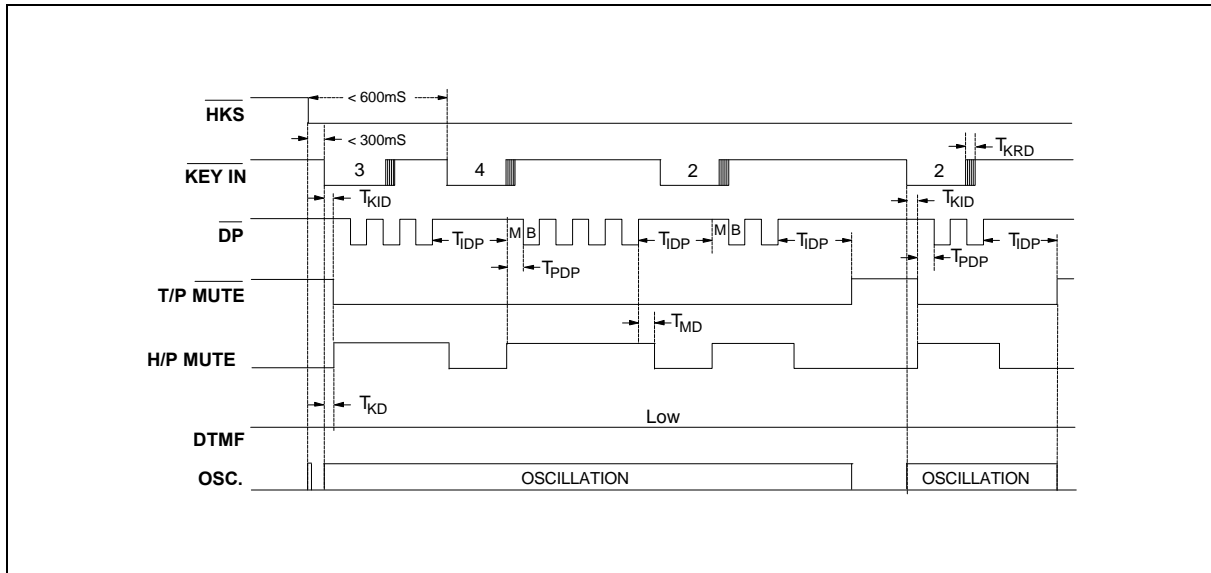 HKS
< 600mS
< 300mS
KEY IN
3
4
2
2
TKRD
TKID
TKID
DP
TIDP
M B
TIDP
M B
TIDP
TIDP
TPDP
TPDP
T/P MUTE
TMD
H/P MUTE
TKD
Low
DTMF
OSC.
OSCILLATION
OSCILLATION